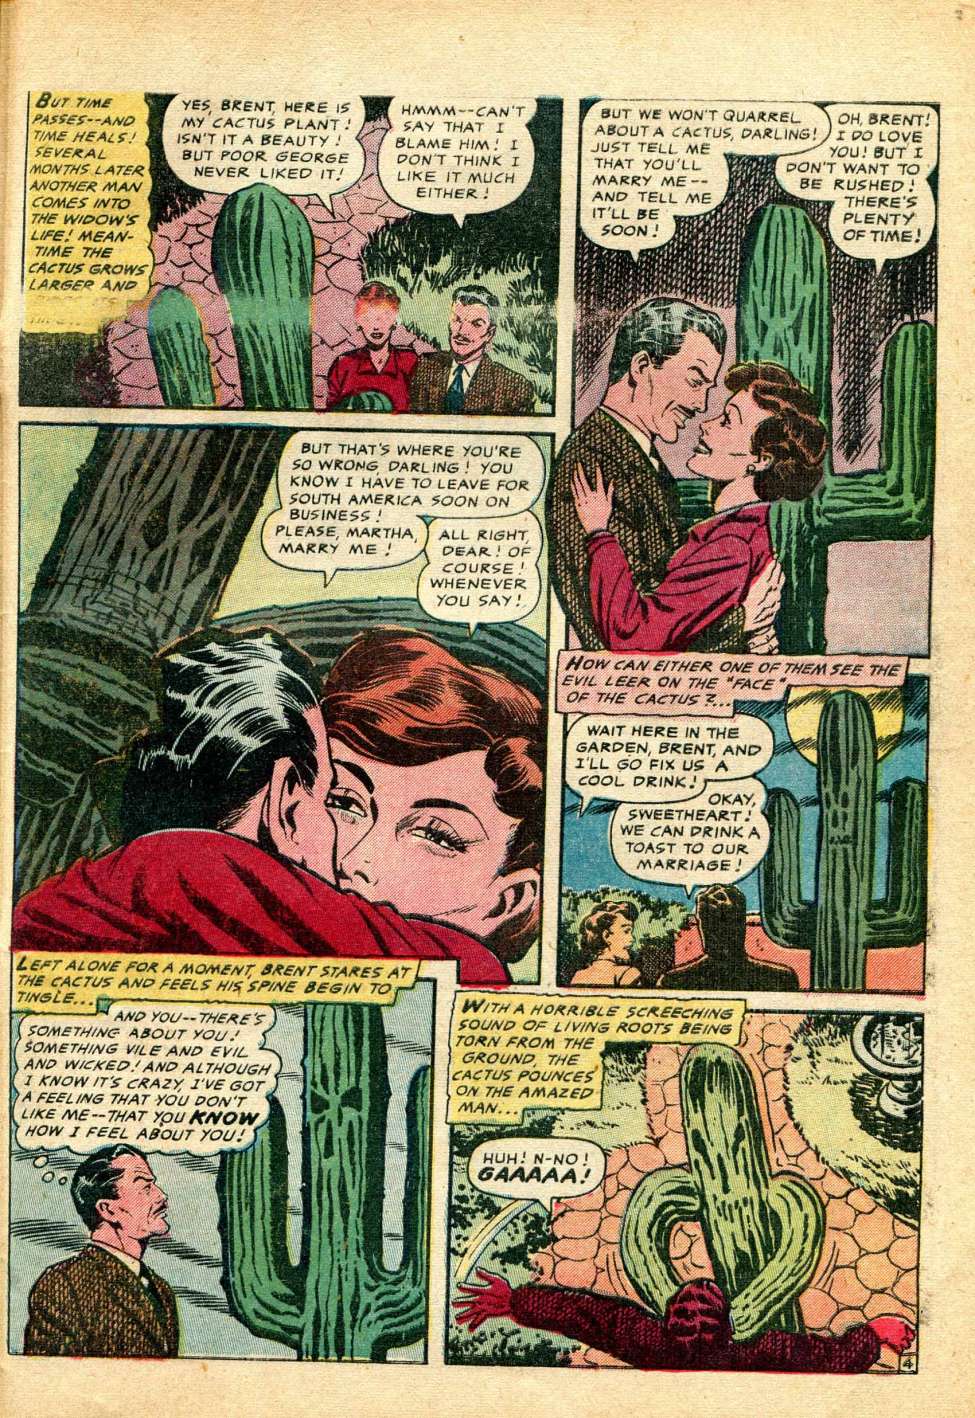 BUT TIME
PASSES--AND
TIME HEALS!
SEVERAL
MONTHS LATER
ANOTHER MAN
COMES INTO
THE WIDOW'S
LIFE! MEAN-
TIME THE
CACTUS GROWS
LARGER AND
YES, BRENT, HERE IS
MY CACTUS PLANT!
ISN'T IT A BEAUTY!
BUT POOR GEORGE
NEVER LIKED IT!
HMMM--CAN'T
SAY THAT I
BLAME HIM! I
DON'T THINK I
LIKE IT MUCH
EITHER!
BUT WE WON'T QUARREL
ABOUT A CACTUS, DARLING!
JUST TELL ME
THAT YOU'LL
MARRY ME--
AND TELL ME
IT'LL BE
SOON!
OH, BRENT!
I DO LOVE
YOU! BUT I
DON'T WANT TO
BE RUSHED!
THERE'S
PLENTY
OF TIME!
BUT THAT'S WHERE YOU'RE
SO WRONG, DARLING! YOU
KNOW I HAVE TO LEAVE FOR
SOUTH AMERICA SOON ON
BUSINESS!
PLEASE, MARTHA,
MARRY ME!
ALL RIGHT,
DEAR! OF
COURSE!
WHENEVER
YOU SAY!
HOW CAN EITHER ONE OF THEM SEE THE
EVIL LEER ON THE "FACE"
OF THE CACTUS?...
WAIT HERE IN THE
GARDEN, BRENT, AND
I'LL GO FIX US A
COOL DRINK!
OKAY,
SWEETHEART!
WE CAN DRINK A
TOAST TO OUR
MARRIAGE!
LEFT ALONE FOR A MOMENT, BRENT STARES AT
THE CACTUS AND FEELS HIS SPINE BEGIN TO
TINGLE...
AND YOU--THERE'S
SOMETHING ABOUT YOU!
SOMETHING VILE AND EVIL
AND WICKED! AND ALTHOUGH
I KNOW IT'S CRAZY, I'VE GOT
A FEELING THAT YOU DON'T
LIKE ME--THAT YOU KNOW
HOW I FEEL ABOUT YOU!
WITH A HORRIBLE SCREECHING
SOUND OF LIVING ROOTS BEING
TORN FROM THE
GROUND, THE
CACTUS POUNCES
ON THE AMAZED
MAN...
HUH! N-NO!
GAAAAA!
4